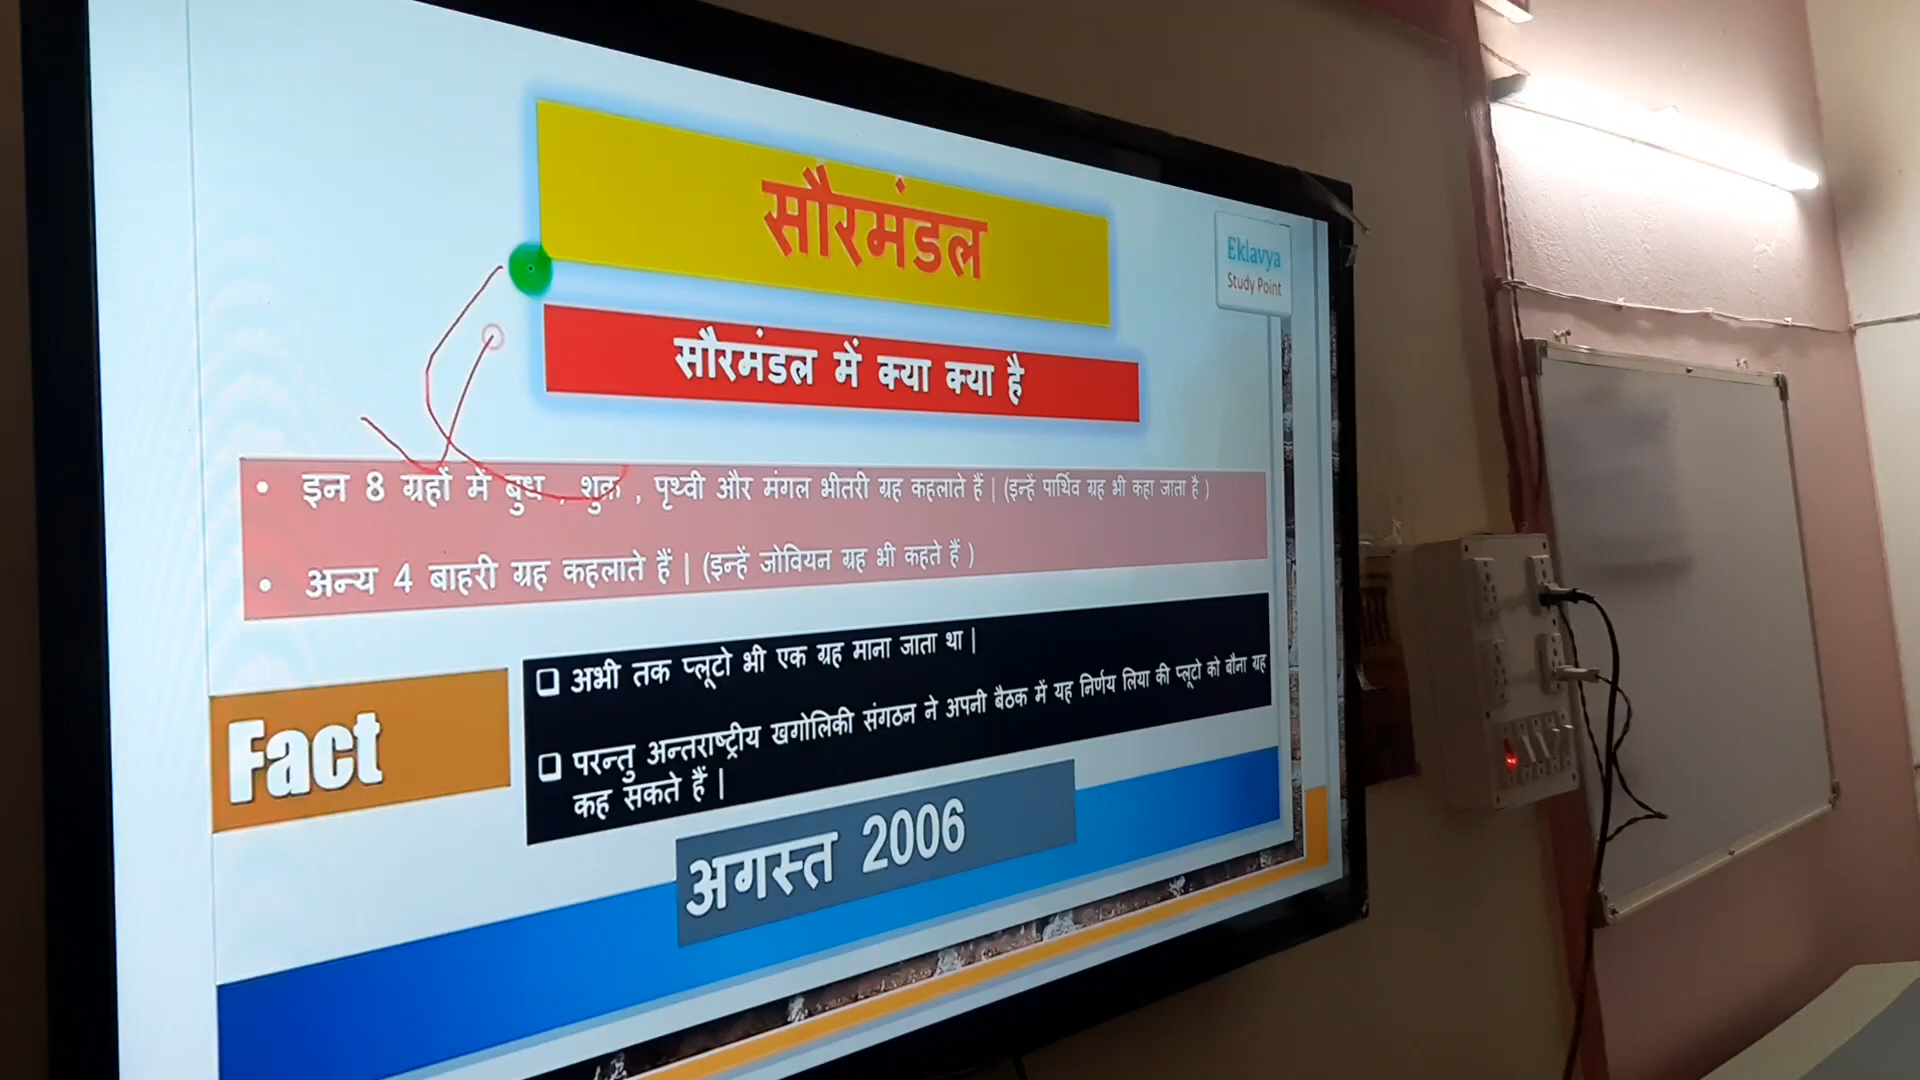 सौरमंडल
Eklavya
Study Point
सौरमंडल में क्या क्या है
• इन 8 ग्रहों में बुध , शुक्र , पृथ्वी और मंगल भीतरी ग्रह कहलाते हैं | (इन्हें पार्थिव ग्रह भी कहा जाता है )
• अन्य 4 बाहरी ग्रह कहलाते हैं | (इन्हें जोवियन ग्रह भी कहते हैं )
Fact
❑ अभी तक प्लूटो भी एक ग्रह माना जाता था |
❑ परन्तु अन्तराष्ट्रीय खगोलिकी संगठन ने अपनी बैठक में यह निर्णय लिया की प्लूटो को बौना ग्रह
कह सकते हैं |
अगस्त 2006